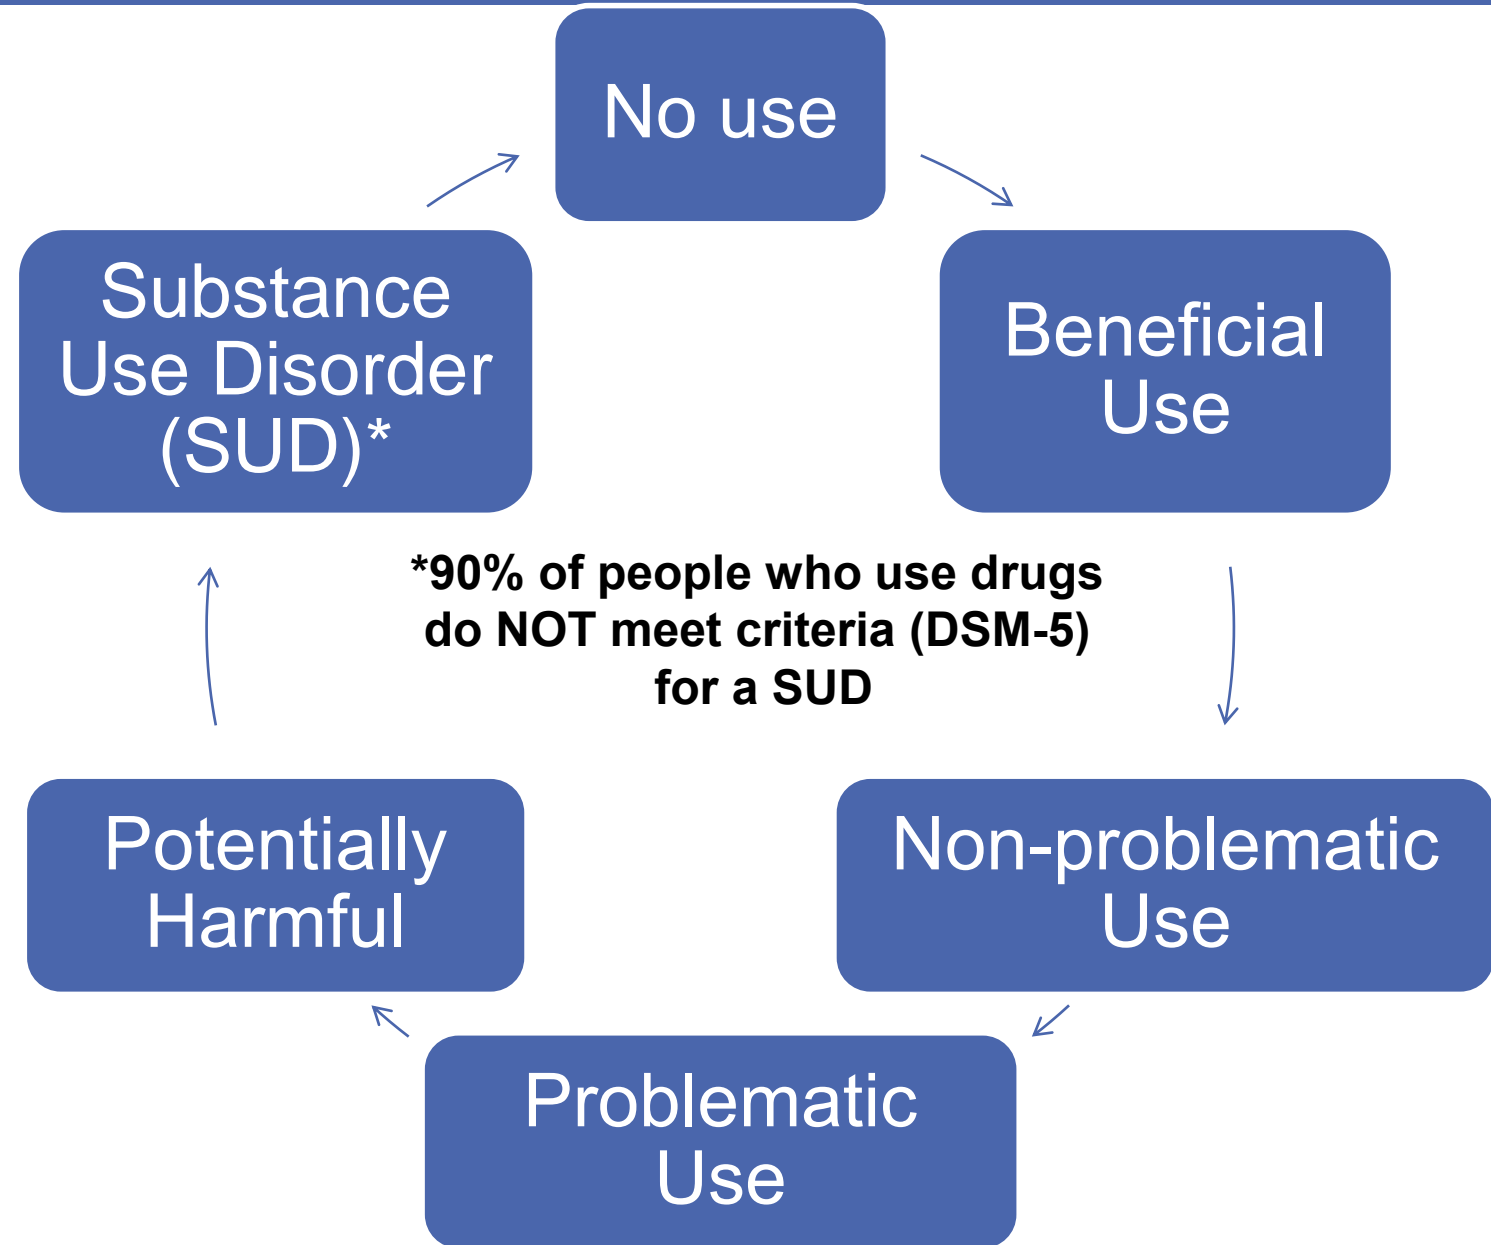 No use
Beneficial
Use
Non-problematic
Use
Problematic
Use
Potentially
Harmful
Substance
Use Disorder
(SUD)*
*90% of people who use drugs
do NOT meet criteria (DSM-5)
for a SUD